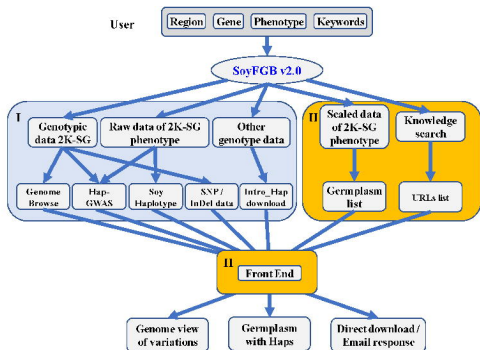 User
Region Gene Phenotype Keywords
SoyFGB v2.0
I
Genotypic
data 2K-SG
Raw data of 2K-SG
phenotype
Other
genotype data
Genome
Browse
Hap-
GWAS
Soy
Haplotype
SNP /
InDel data
Intro_Hap
download
II
Scaled data
of 2K-SG
phenotype
Knowledge
search
Germplasm
list
URLs list
II
Front End
Genome view
of variations
Germplasm
with Haps
Direct download /
Email response